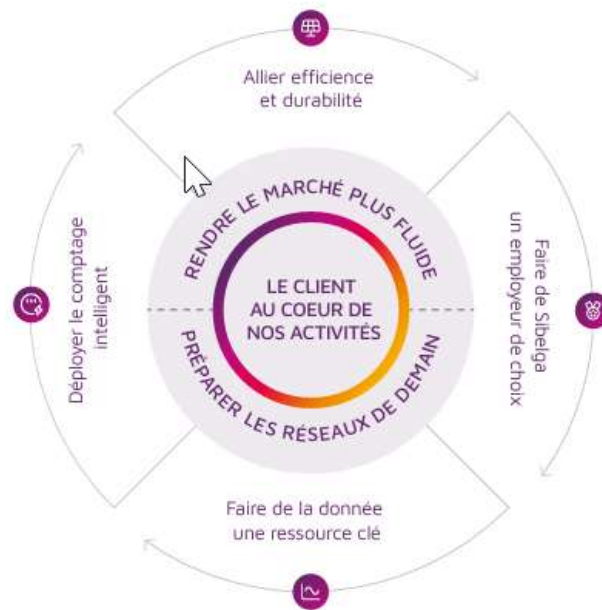 Allier efficience
et durabilité
RENDRE LE MARCHÉ PLUS FLUIDE
Déployer le comptage
intelligent
LE CLIENT
AU COEUR DE
NOS ACTIVITÉS
Faire de Sibelga
un employeur de choix
PRÉPARER LES RÉSEAUX DE DEMAIN
Faire de la donnée
une ressource clé